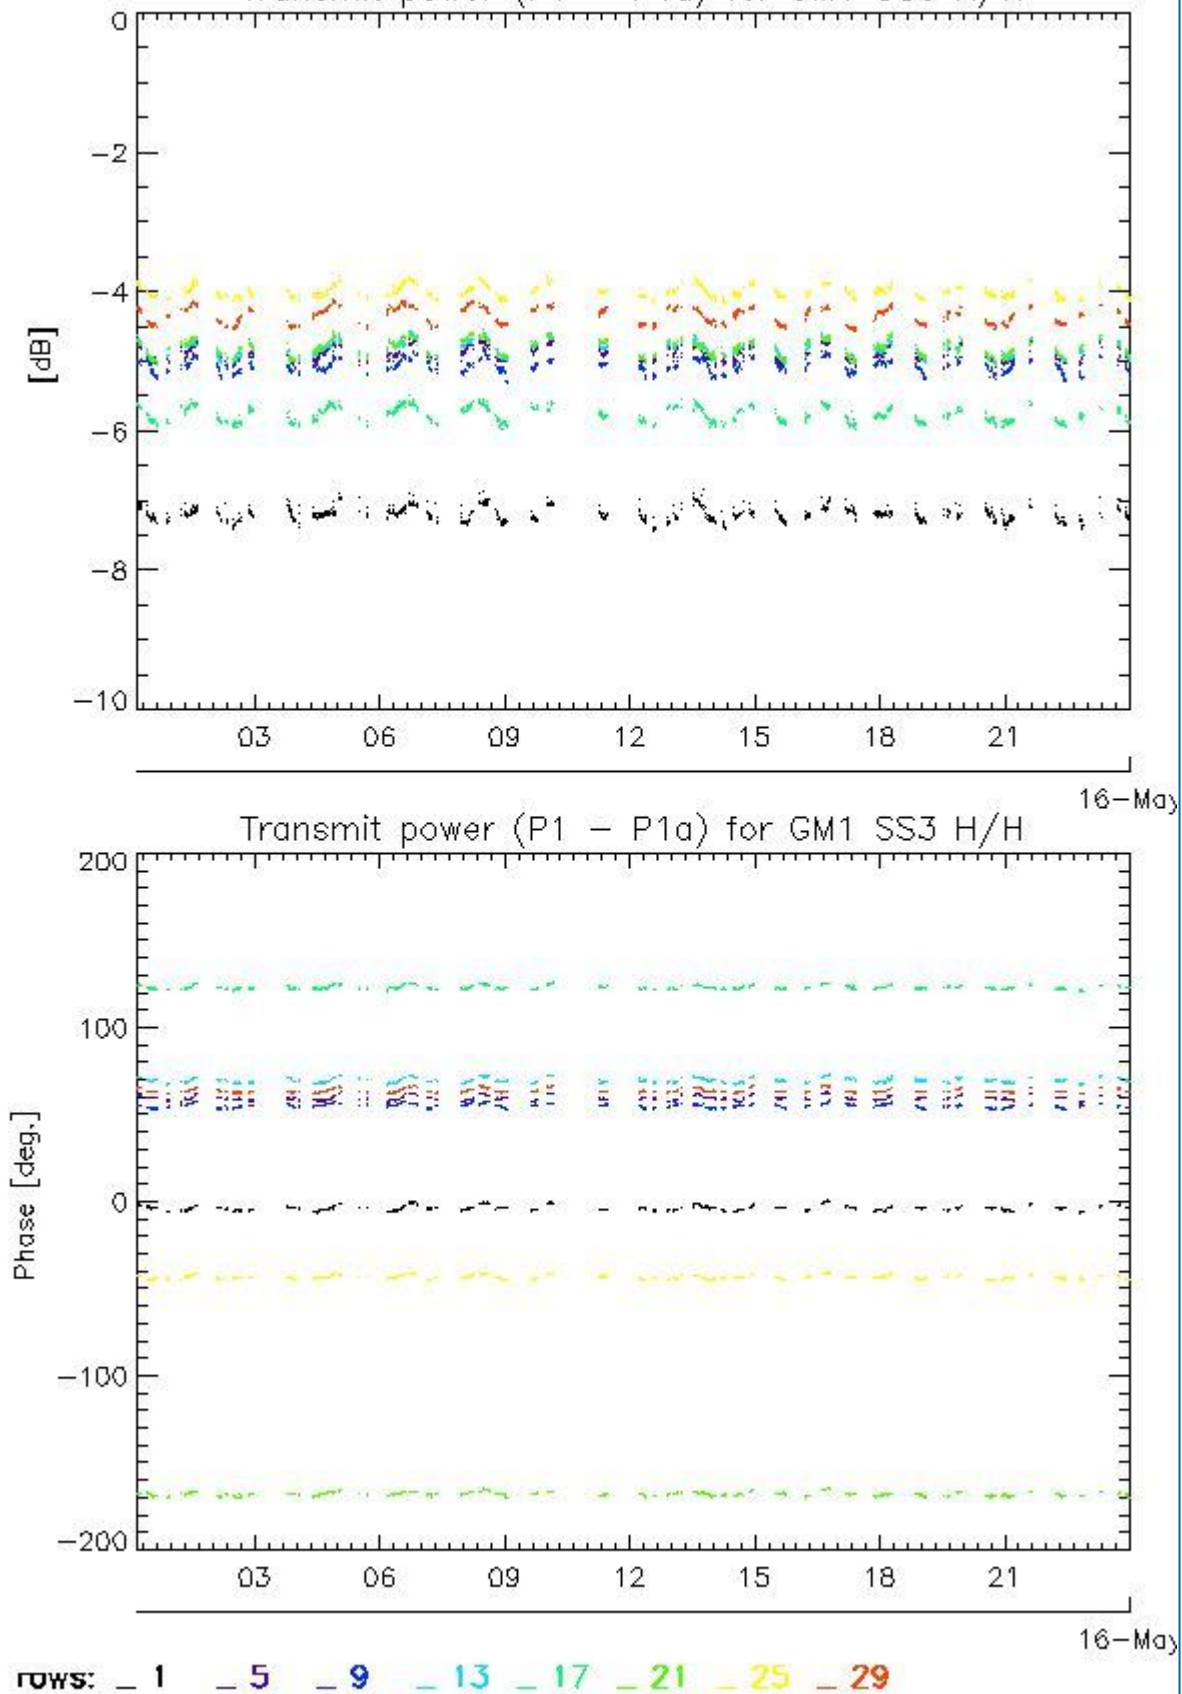 0
−2
−4
[dB]
−6
−8
−10
03 06 09 12 15 18 21
16−May
Transmit power (P1 − P1a) for GM1 SS3 H/H
200
100
Phase [deg.]
0
−100
−200
03 06 09 12 15 18 21
16−May
rows: _ 1 _ 5 _ 9 _ 13 _ 17 _ 21 _ 25 _ 29